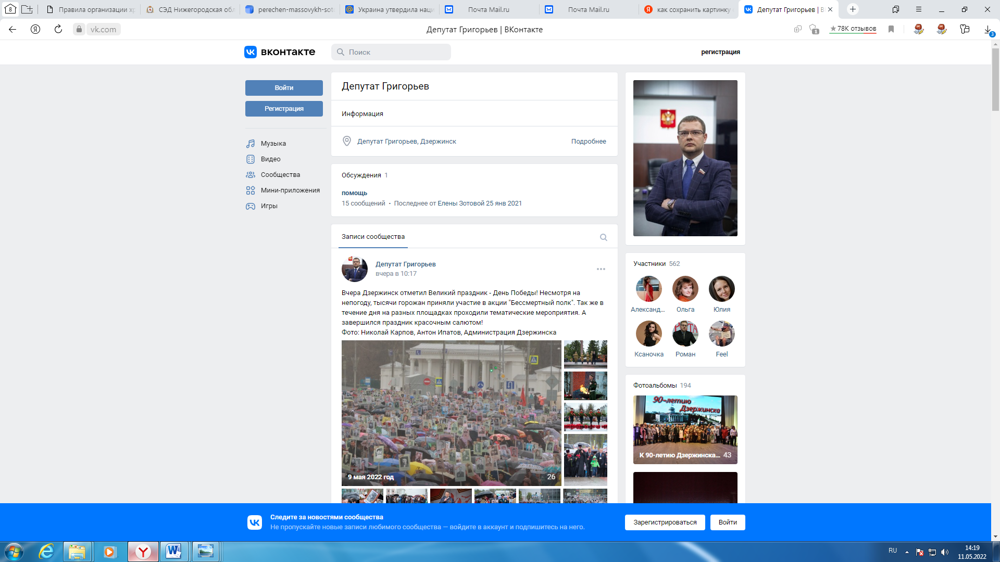 8
Правила организации хр
СЭД Нижегородская обл
perechen-massovykh-sot
Украина утвердила наци
Почта Mail.ru
Почта Mail.ru
как сохранить картинку
Депутат Григорьев | В
vk.com
Депутат Григорьев | ВКонтакте
1
★78К отзывов
3
вконтакте
Поиск
регистрация
Войти
Регистрация
Музыка
Видео
Сообщества
Мини-приложения
Игры
Депутат Григорьев
Информация
Депутат Григорьев, Дзержинск
Подробнее
Обсуждения 1
помощь
15 сообщений • Последнее от Елены Зотовой 25 янв 2021
Записи сообщества
Депутат Григорьев
вчера в 10:17
Вчера Дзержинск отметил Великий праздник - День Победы! Несмотря на
непогоду, тысячи горожан приняли участие в акции "Бессмертный полк". Так же в
течение дня на разных площадках проходили тематические мероприятия. А
завершился праздник красочным салютом!
Фото: Николай Карпов, Антон Ипатов, Администрация Дзержинска
9 мая 2022 год
26
Участники 562
Александ...
Ольга
Юлия
Ксаночка
Роман
Feel
Фотоальбомы 194
90-летию
Дзержинска
К 90-летию Дзержинска...
43
Следите за новостями сообщества
Не пропускайте новые записи любимого сообщества — войдите в аккаунт и подпишитесь на него.
Зарегистрироваться
Войти
RU
14:19
11.05.2022